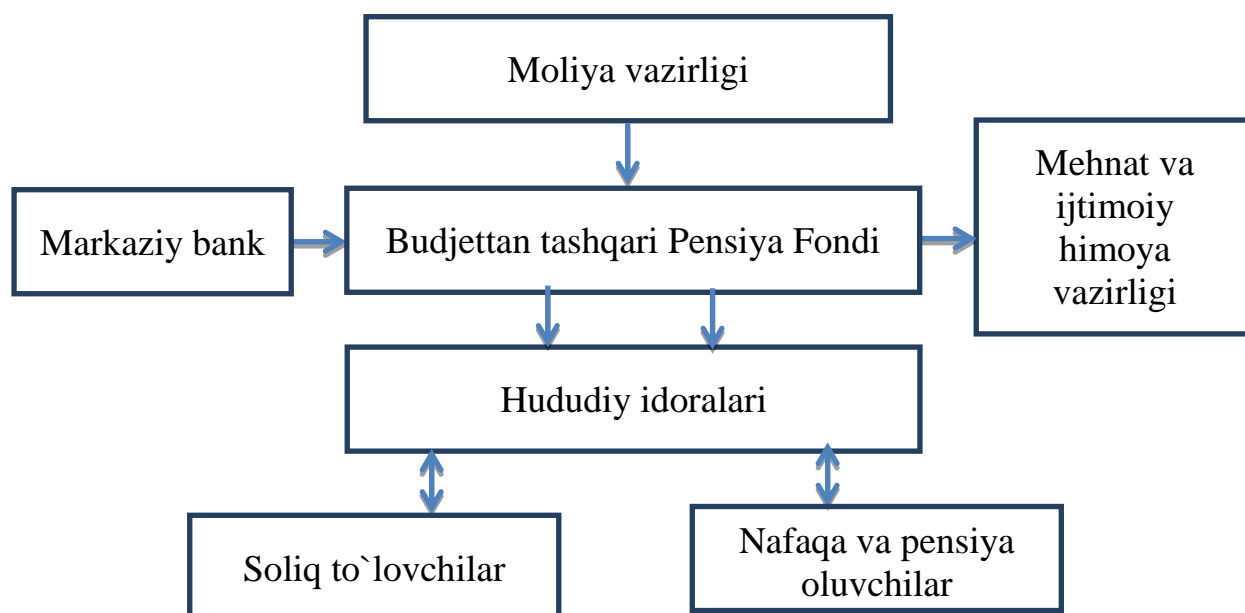 Moliya vazirligi
Markaziy bank
Budjettan tashqari Pensiya Fondi
Mehnat va
ijtimoiy
himoya
vazirligi
Hududiy idoralari
Soliq to`lovchilar
Nafaqa va pensiya
oluvchilar